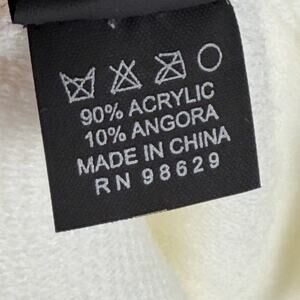 90% ACRYLIC
10% ANGORA
MADE IN CHINA
RN 98629